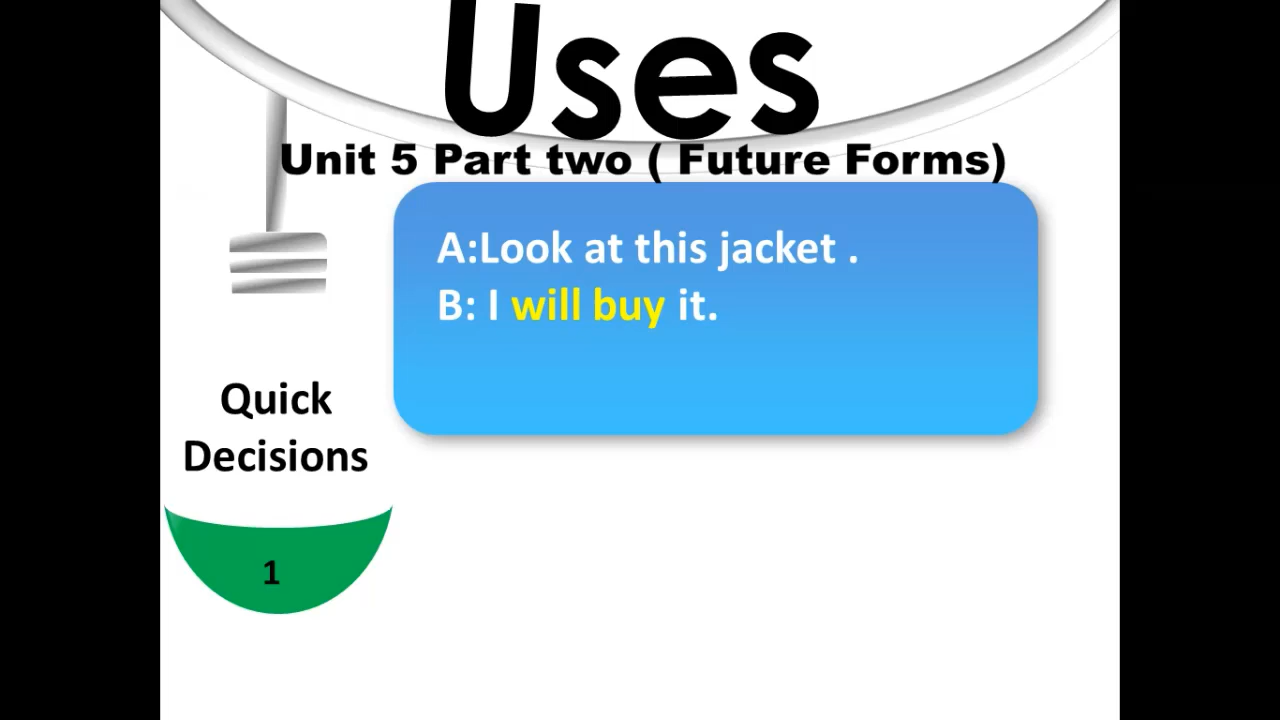 Uses
Unit 5 Part two ( Future Forms)
A:Look at this jacket .
B: I will buy it.
Quick
Decisions
1